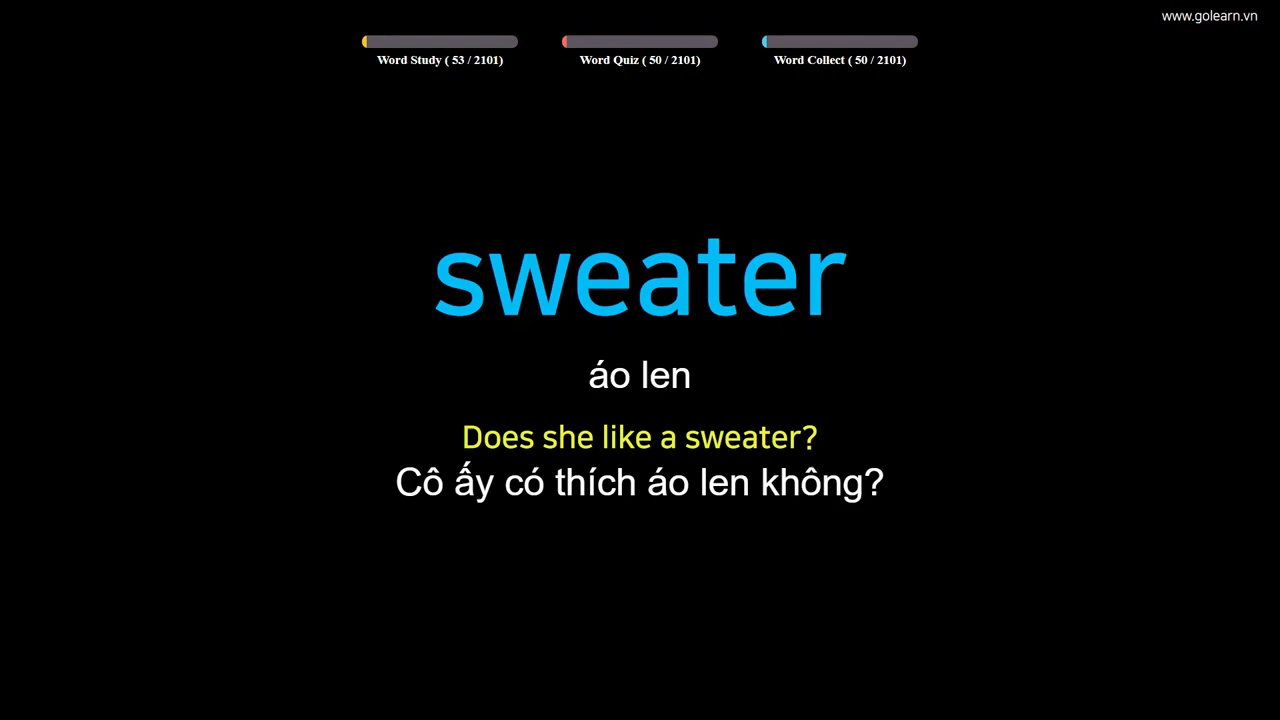 www.golearn.vn
Word Study ( 53 / 2101)
Word Quiz ( 50 / 2101)
Word Collect ( 50 / 2101)
sweater
áo len
Does she like a sweater?
Cô ấy có thích áo len không?